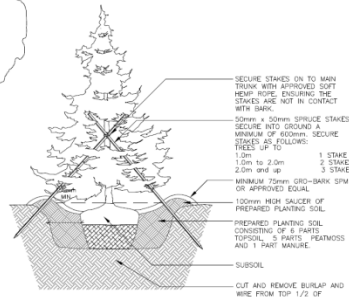 SECURE STAKES ON TO MAIN
TRUNK WITH APPROVED SOFT
HEMP ROPE, ENSURING THE
STAKES ARE NOT IN CONTACT
WITH BARK.
50mm x 50mm SPRUCE STAKES
SECURE INTO GROUND A
MINIMUM OF 600mm. SECURE
STAKES AS FOLLOWS:
TREES UP TO
1.0m 1 STAKE
1.0m to 2.0m 2 STAKE
2.0m and up 3 STAKE
MINIMUM 75mm GRO-BARK SPM
OR APPROVED EQUAL
100mm HIGH SAUCER OF
PREPARED PLANTING SOIL.
PREPARED PLANTING SOIL
CONSISTING OF 6 PARTS
TOPSOIL, 5 PARTS PEATMOSS
AND 1 PART MANURE.
SUBSOIL
CUT AND REMOVE BURLAP AND
WIRE FROM TOP 1/2 OF